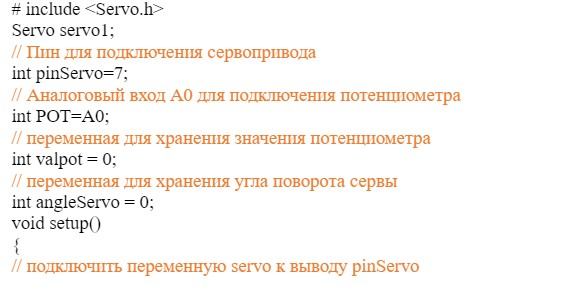 # include <Servo.h>
Servo servo1;
// Пин для подключения сервопривода
int pinServo=7;
// Аналоговый вход A0 для подключения потенциометра
int POT=A0;
// переменная для хранения значения потенциометра
int valpot = 0;
// переменная для хранения угла поворота сервы
int angleServo = 0;
void setup()
{
// подключить переменную servo к выводу pinServo